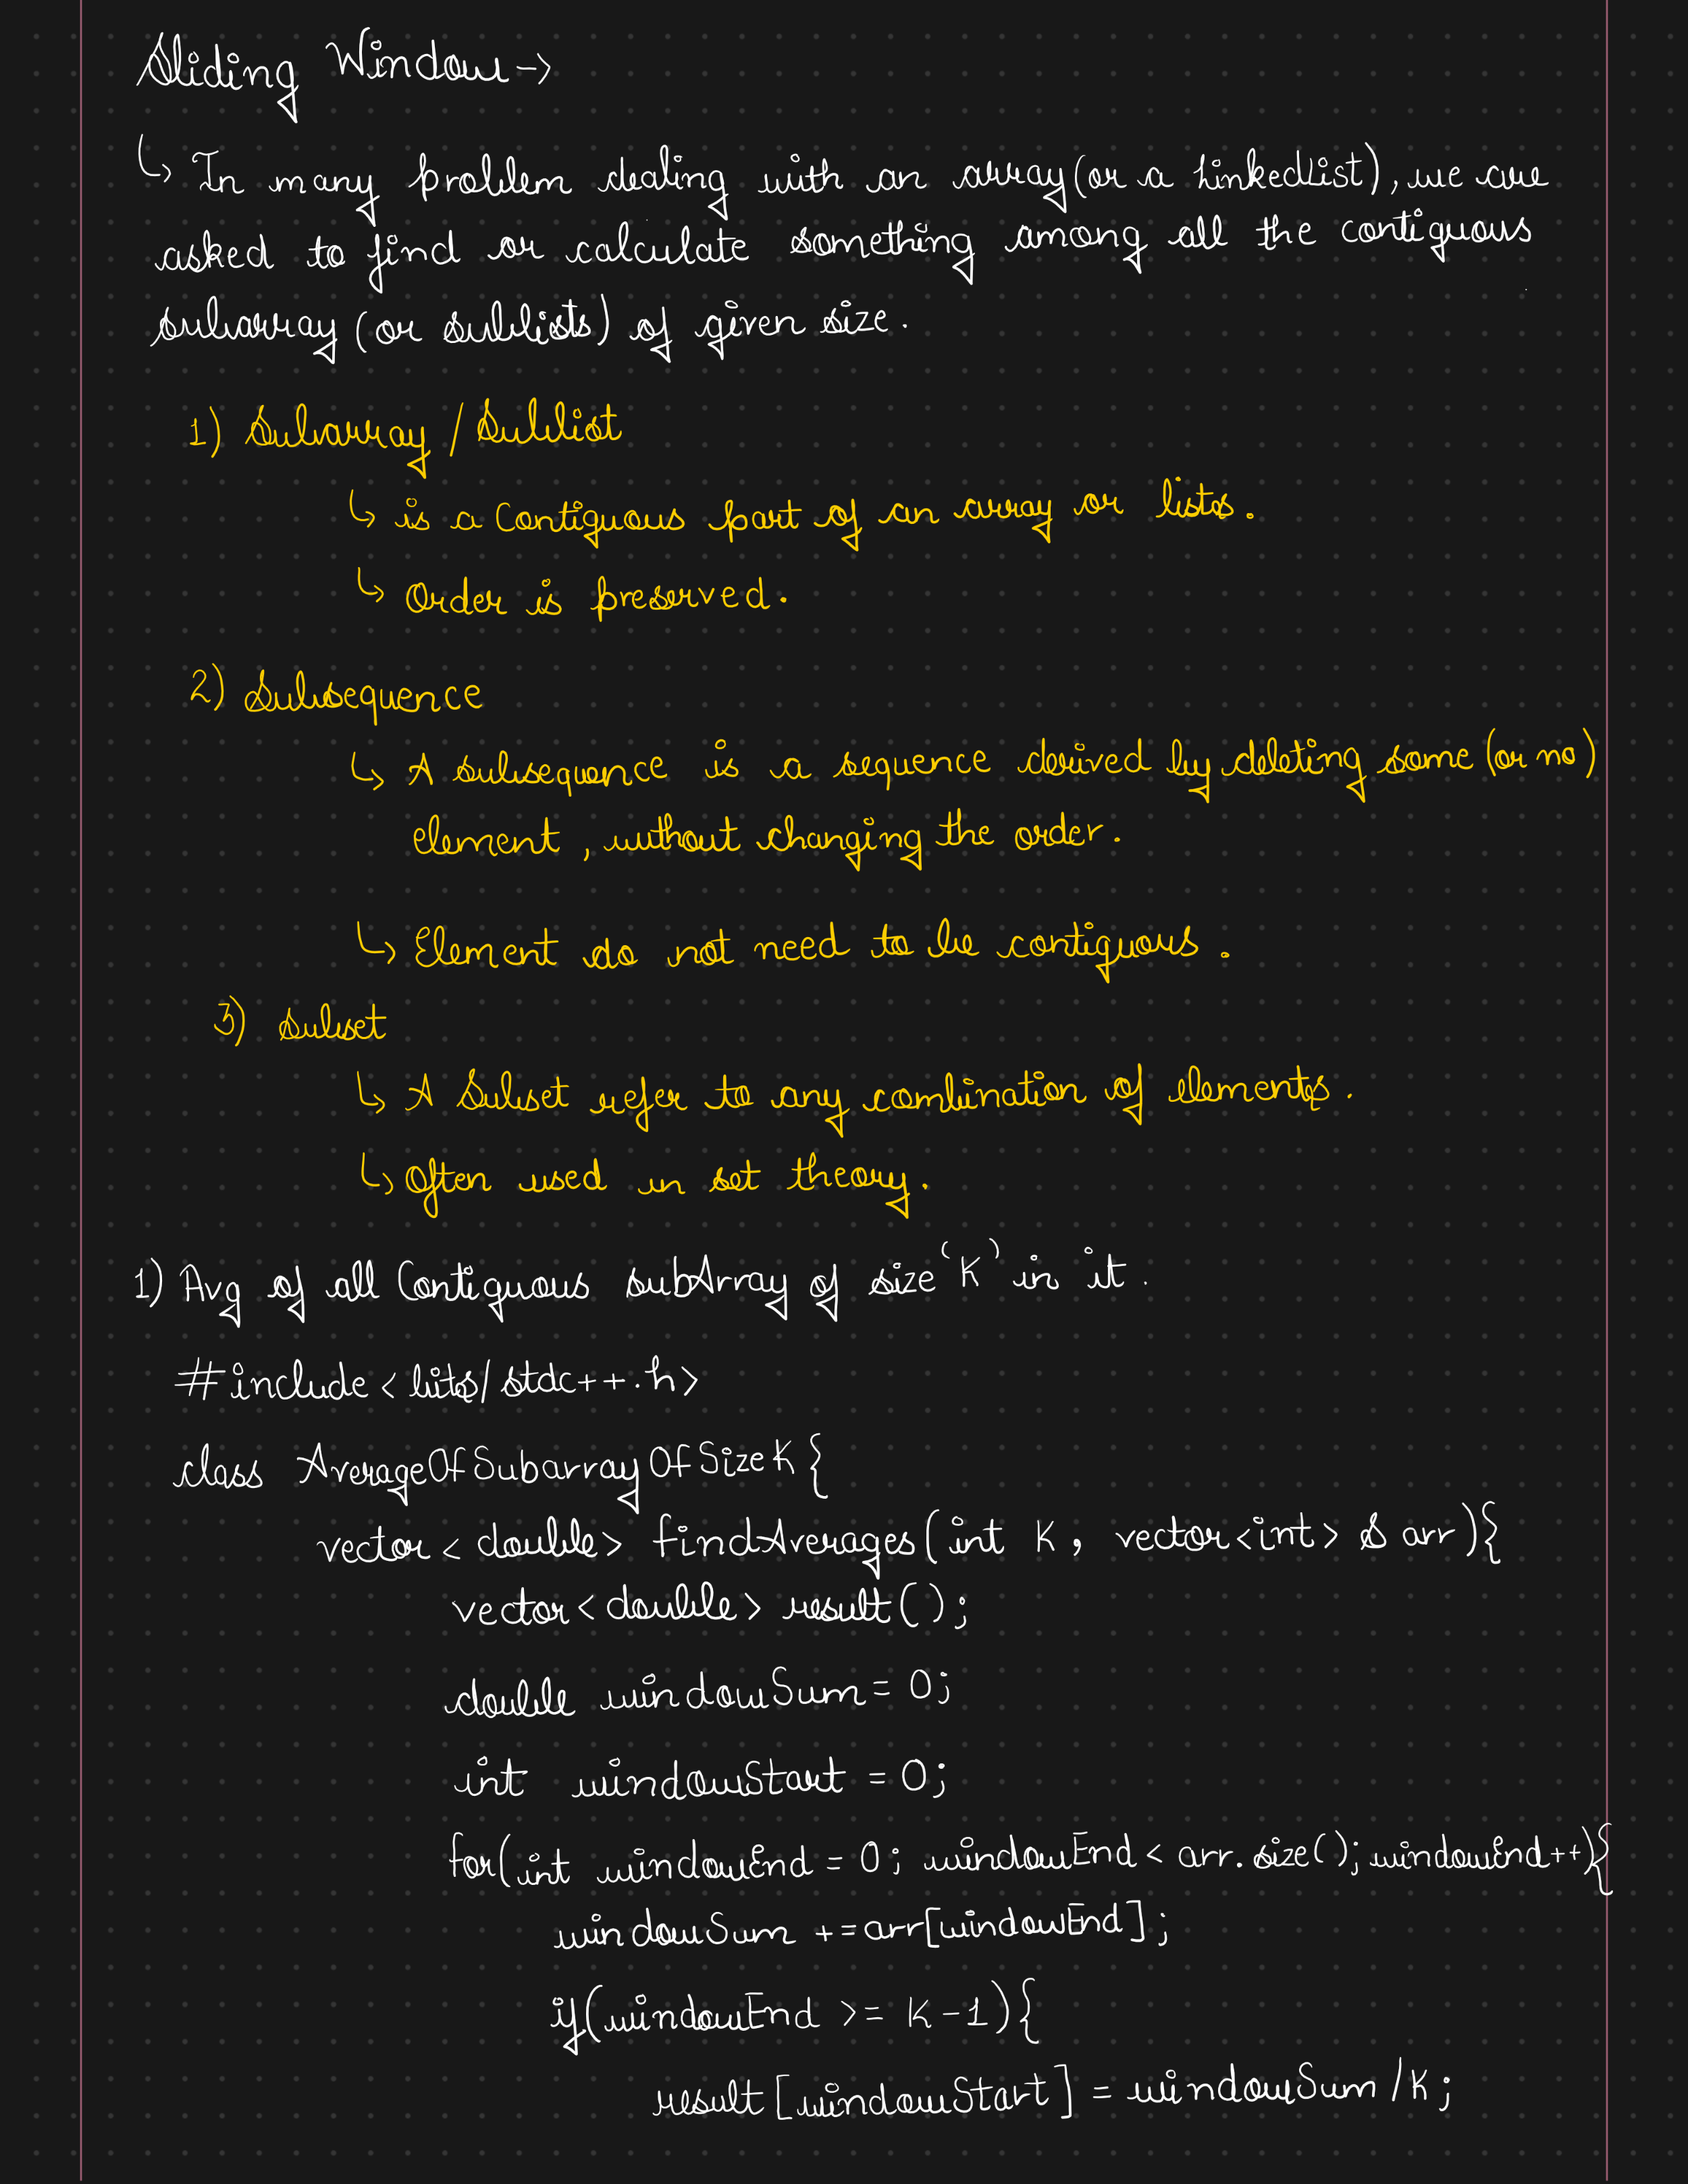 Sliding Window →
↳ In many problem dealing with an array (or a LinkedList), we are
asked to find or calculate something among all the contiguous
subarray (or sublists) of given size.
1) Subarray / Sublist
↳ is a Contiguous part of an array or lists.
↳ Order is preserved.
2) Subsequence
↳ A subsequence is a sequence derived by deleting some (or no)
element, without changing the order.
↳ Element do not need to be contiguous.
3) Subset
↳ A Subset refer to any combination of elements.
↳ Often used in set theory.
1) Avg of all Contiguous subArray of size 'K' in it.
#include <bits/stdc++.h>
class AverageOfSubarrayOfSizeK {
vector<double> findAverages(int K, vector<int> & arr){
vector<double> result();
double windowSum = 0;
int windowStart = 0;
for(int windowEnd = 0; windowEnd < arr.size(); windowEnd++){
windowSum += arr[windowEnd];
if(windowEnd >= K-1){
result[windowStart] = windowSum/K;